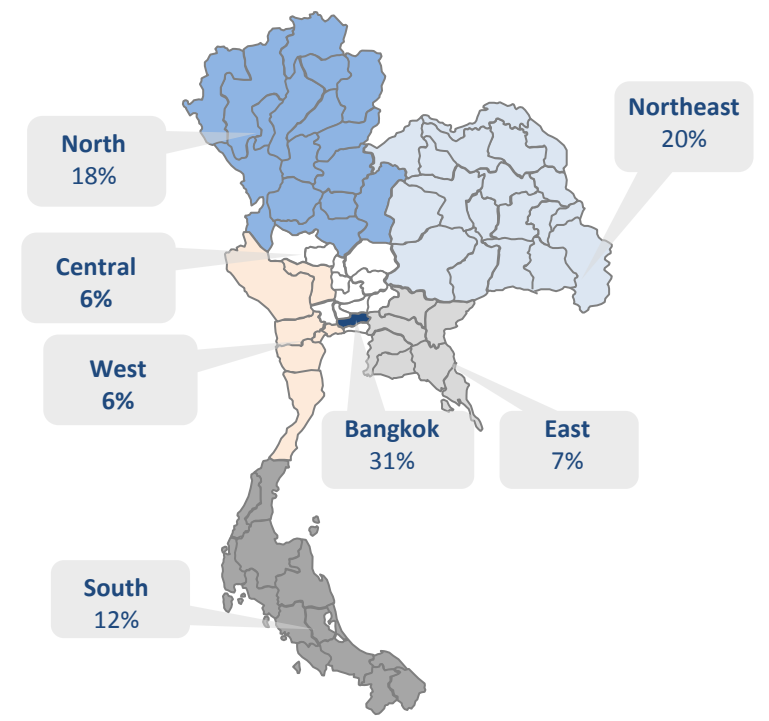 Northeast
20%
North
18%
Central
6%
West
6%
Bangkok
31%
East
7%
South
12%